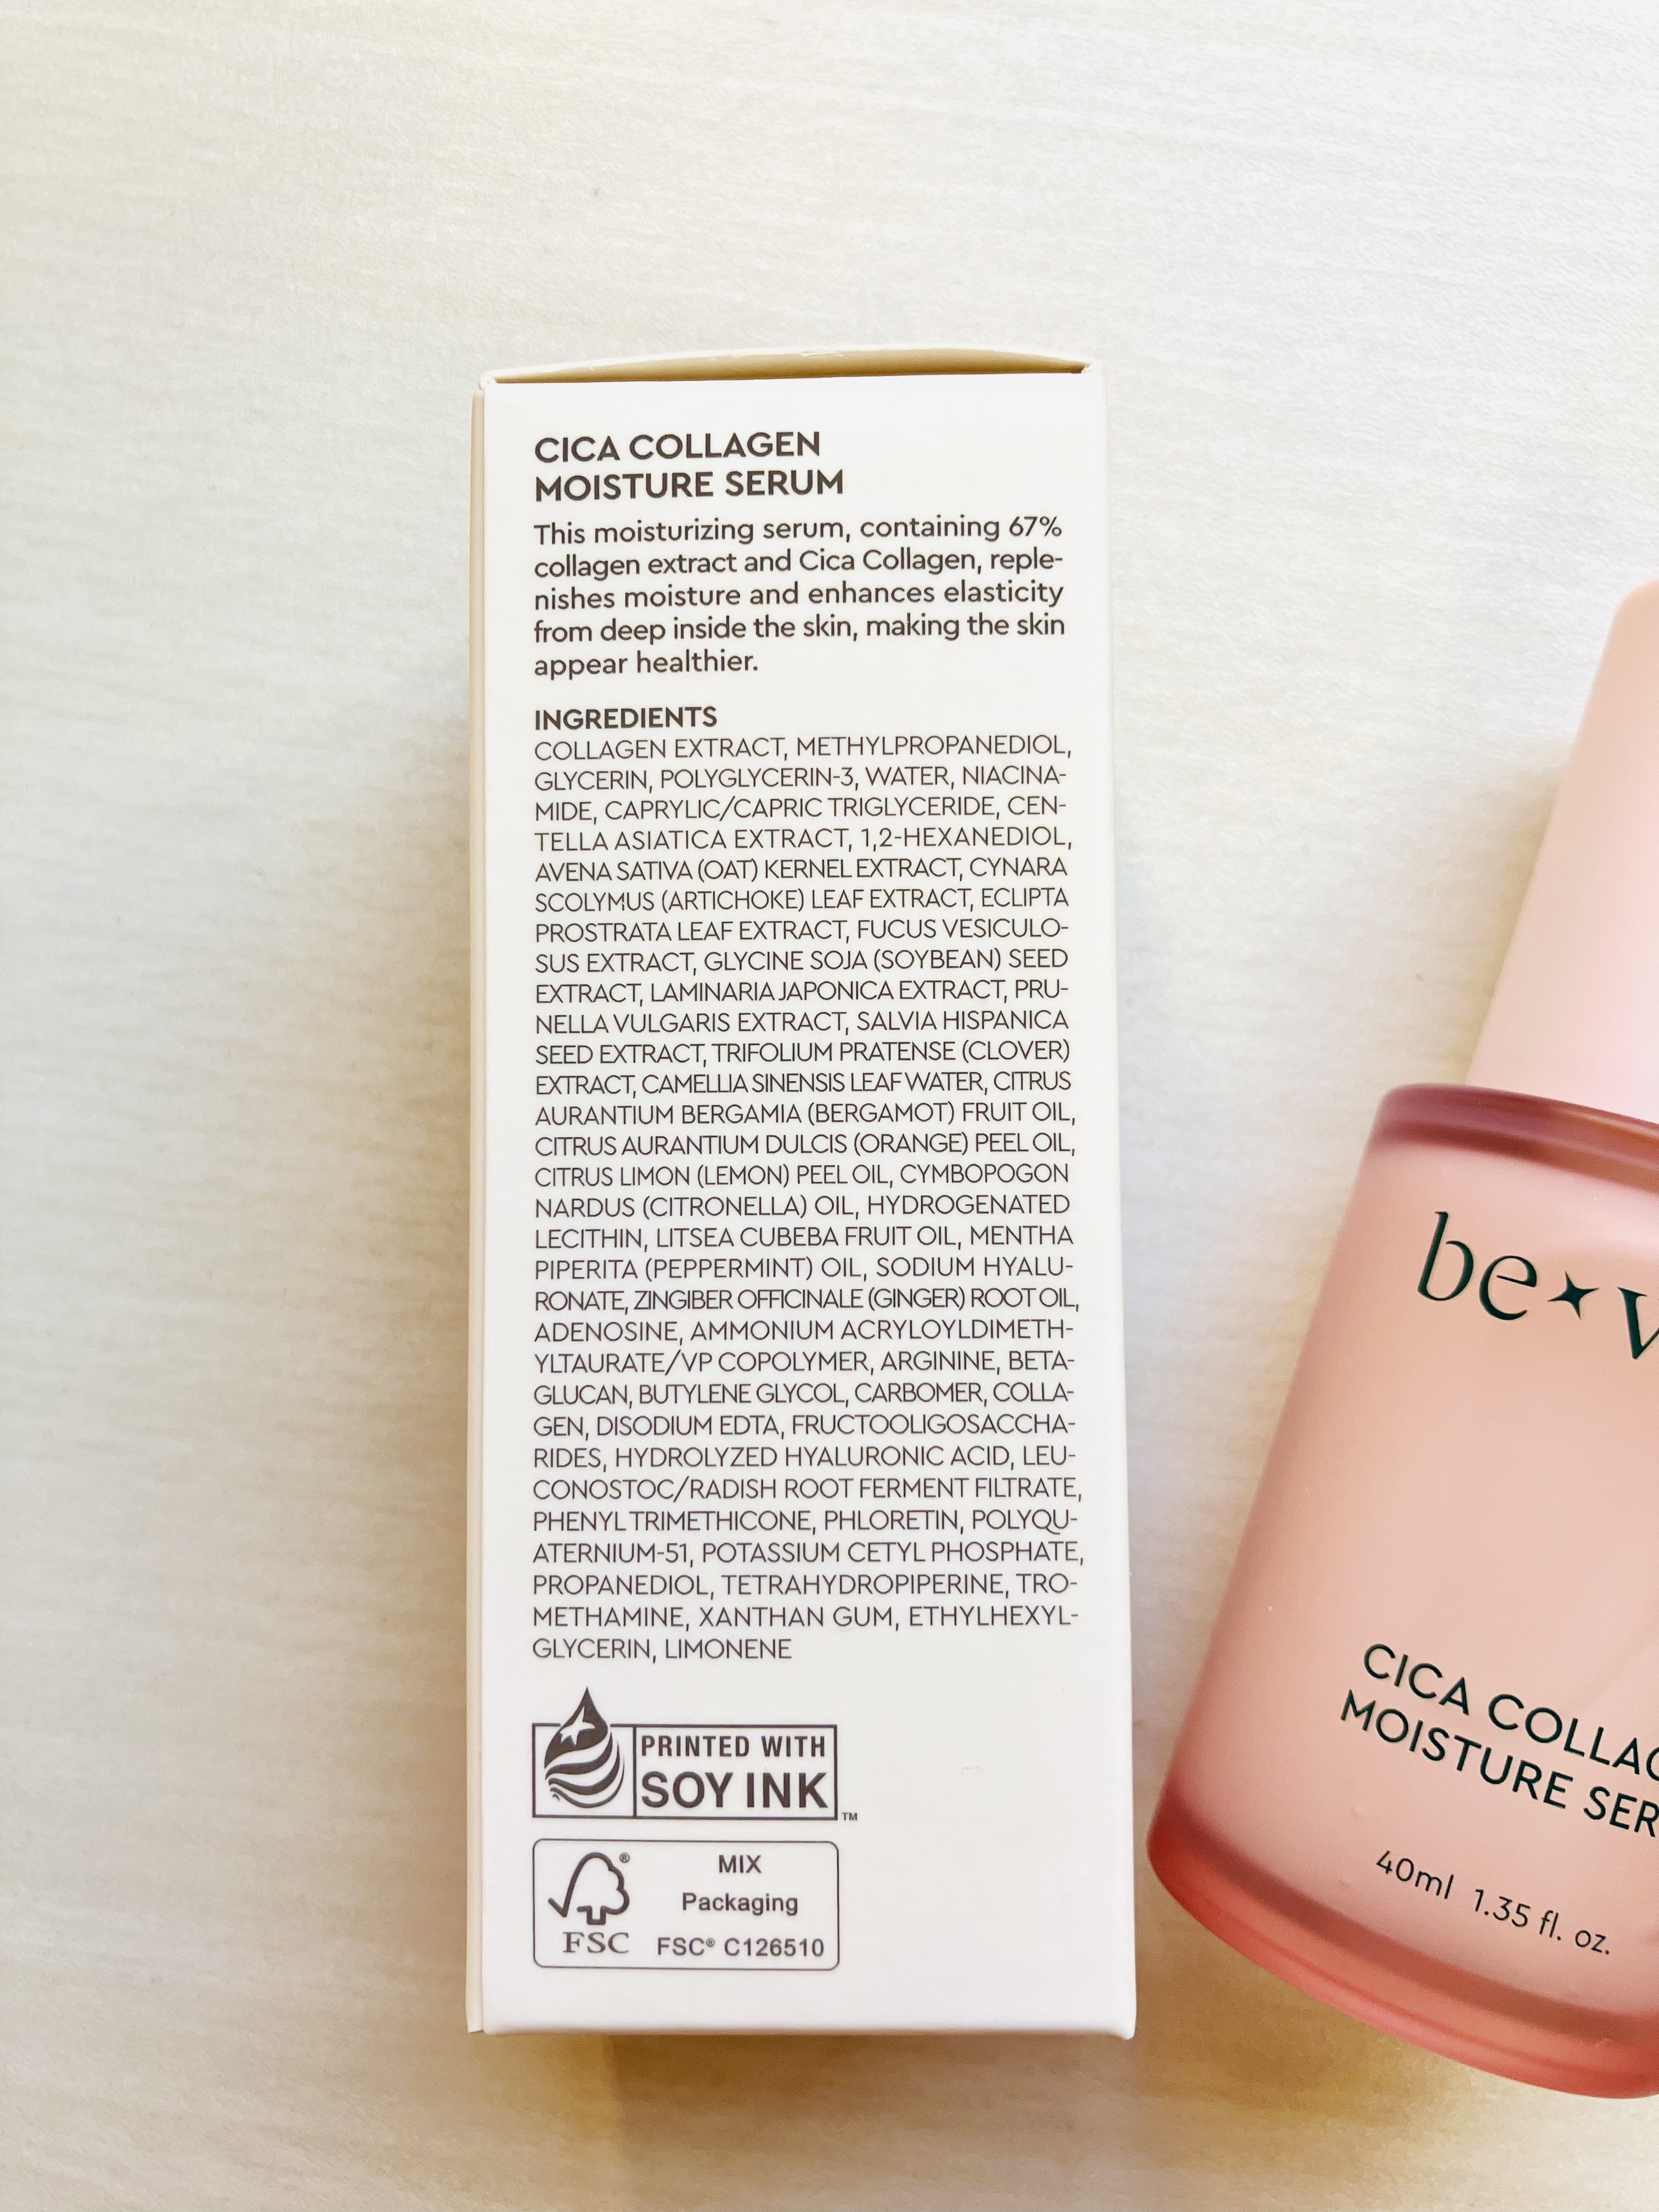 CICA COLLAGEN
MOISTURE SERUM
This moisturizing serum, containing 67%
collagen extract and Cica Collagen, reple-
nishes moisture and enhances elasticity
from deep inside the skin, making the skin
appear healthier.
INGREDIENTS
COLLAGEN EXTRACT, METHYLPROPANEDIOL,
GLYCERIN, POLYGLYCERIN-3, WATER, NIACINA-
MIDE, CAPRYLIC/CAPRIC TRIGLYCERIDE, CEN-
TELLA ASIATICA EXTRACT, 1,2-HEXANEDIOL,
AVENA SATIVA (OAT) KERNEL EXTRACT, CYNARA
SCOLYMUS (ARTICHOKE) LEAF EXTRACT, ECLIPTA
PROSTRATA LEAF EXTRACT, FUCUS VESICULO-
SUS EXTRACT, GLYCINE SOJA (SOYBEAN) SEED
EXTRACT, LAMINARIA JAPONICA EXTRACT, PRU-
NELLA VULGARIS EXTRACT, SALVIA HISPANICA
SEED EXTRACT, TRIFOLIUM PRATENSE (CLOVER)
EXTRACT, CAMELLIA SINENSIS LEAF WATER, CITRUS
AURANTIUM BERGAMIA (BERGAMOT) FRUIT OIL,
CITRUS AURANTIUM DULCIS (ORANGE) PEEL OIL,
CITRUS LIMON (LEMON) PEEL OIL, CYMBOPOGON
NARDUS (CITRONELLA) OIL, HYDROGENATED
LECITHIN, LITSEA CUBEBA FRUIT OIL, MENTHA
PIPERITA (PEPPERMINT) OIL, SODIUM HYALU-
RONATE, ZINGIBER OFFICINALE (GINGER) ROOT OIL,
ADENOSINE, AMMONIUM ACRYLOYLDIMETH-
YLTAURATE/VP COPOLYMER, ARGININE, BETA-
GLUCAN, BUTYLENE GLYCOL, CARBOMER, COLLA-
GEN, DISODIUM EDTA, FRUCTOOLIGOSACCHA-
RIDES, HYDROLYZED HYALURONIC ACID, LEU-
CONOSTOC/RADISH ROOT FERMENT FILTRATE,
PHENYL TRIMETHICONE, PHLORETIN, POLYQU-
ATERNIUM-51, POTASSIUM CETYL PHOSPHATE,
PROPANEDIOL, TETRAHYDROPIPERINE, TRO-
METHAMINE, XANTHAN GUM, ETHYLHEXYL-
GLYCERIN, LIMONENE
PRINTED WITH
SOY INK ™
® MIX
Packaging
FSC FSC® C126510
be v
CICA COLLAG
MOISTURE SER
40ml 1.35 fl. oz.